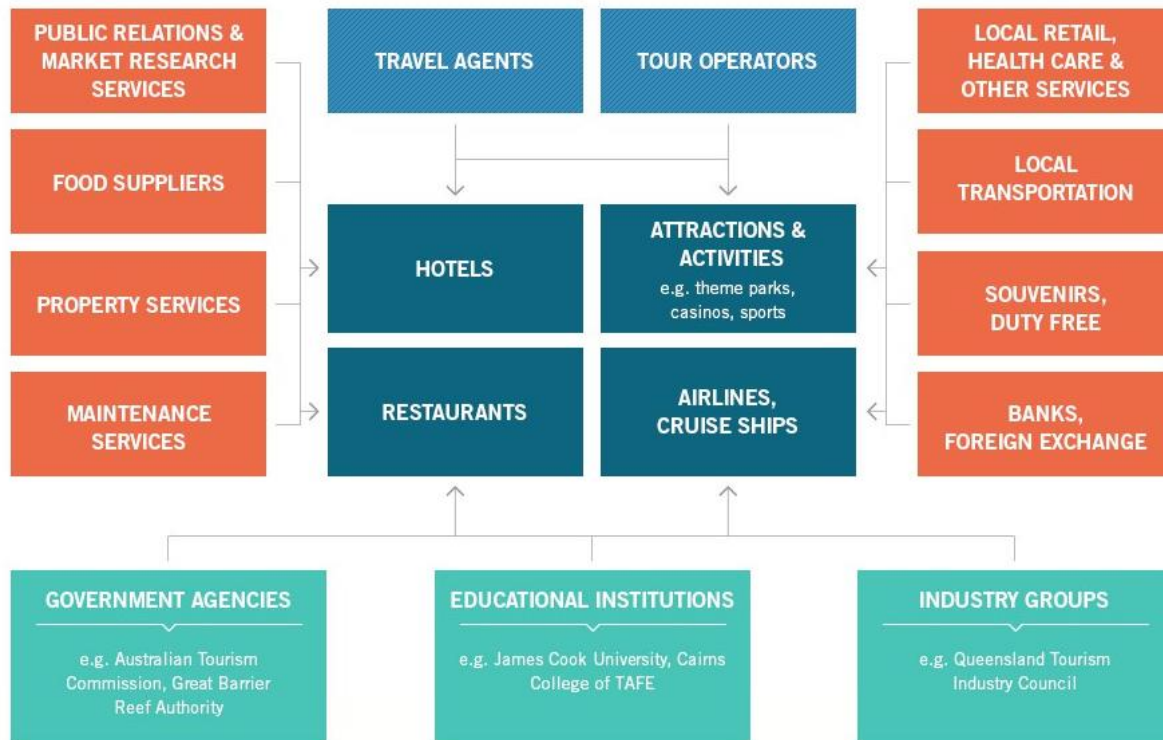 PUBLIC RELATIONS &
MARKET RESEARCH
SERVICES
TRAVEL AGENTS
TOUR OPERATORS
LOCAL RETAIL,
HEALTH CARE &
OTHER SERVICES
FOOD SUPPLIERS
LOCAL
TRANSPORTATION
HOTELS
ATTRACTIONS &
ACTIVITIES
e.g. theme parks,
casinos, sports
PROPERTY SERVICES
SOUVENIRS,
DUTY FREE
MAINTENANCE
SERVICES
RESTAURANTS
AIRLINES,
CRUISE SHIPS
BANKS,
FOREIGN EXCHANGE
GOVERNMENT AGENCIES
e.g. Australian Tourism
Commission, Great Barrier
Reef Authority
EDUCATIONAL INSTITUTIONS
e.g. James Cook University, Cairns
College of TAFE
INDUSTRY GROUPS
e.g. Queensland Tourism
Industry Council